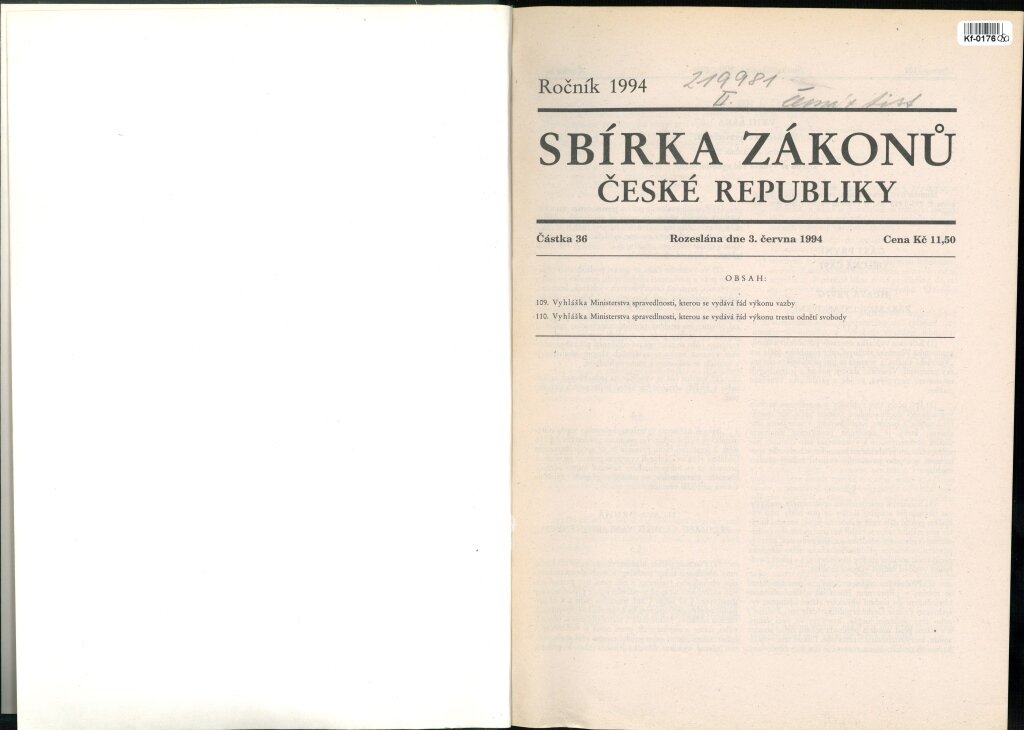 Kf-0176
Ročník 1994
219981
II.
SBÍRKA ZÁKONŮ
ČESKÉ REPUBLIKY
Částka 36 Rozeslána dne 3. června 1994 Cena Kč 11,50
OBSAH:
109. Vyhláška Ministerstva spravedlnosti, kterou se vydává řád výkonu vazby
110. Vyhláška Ministerstva spravedlnosti, kterou se vydává řád výkonu trestu odnětí svobody